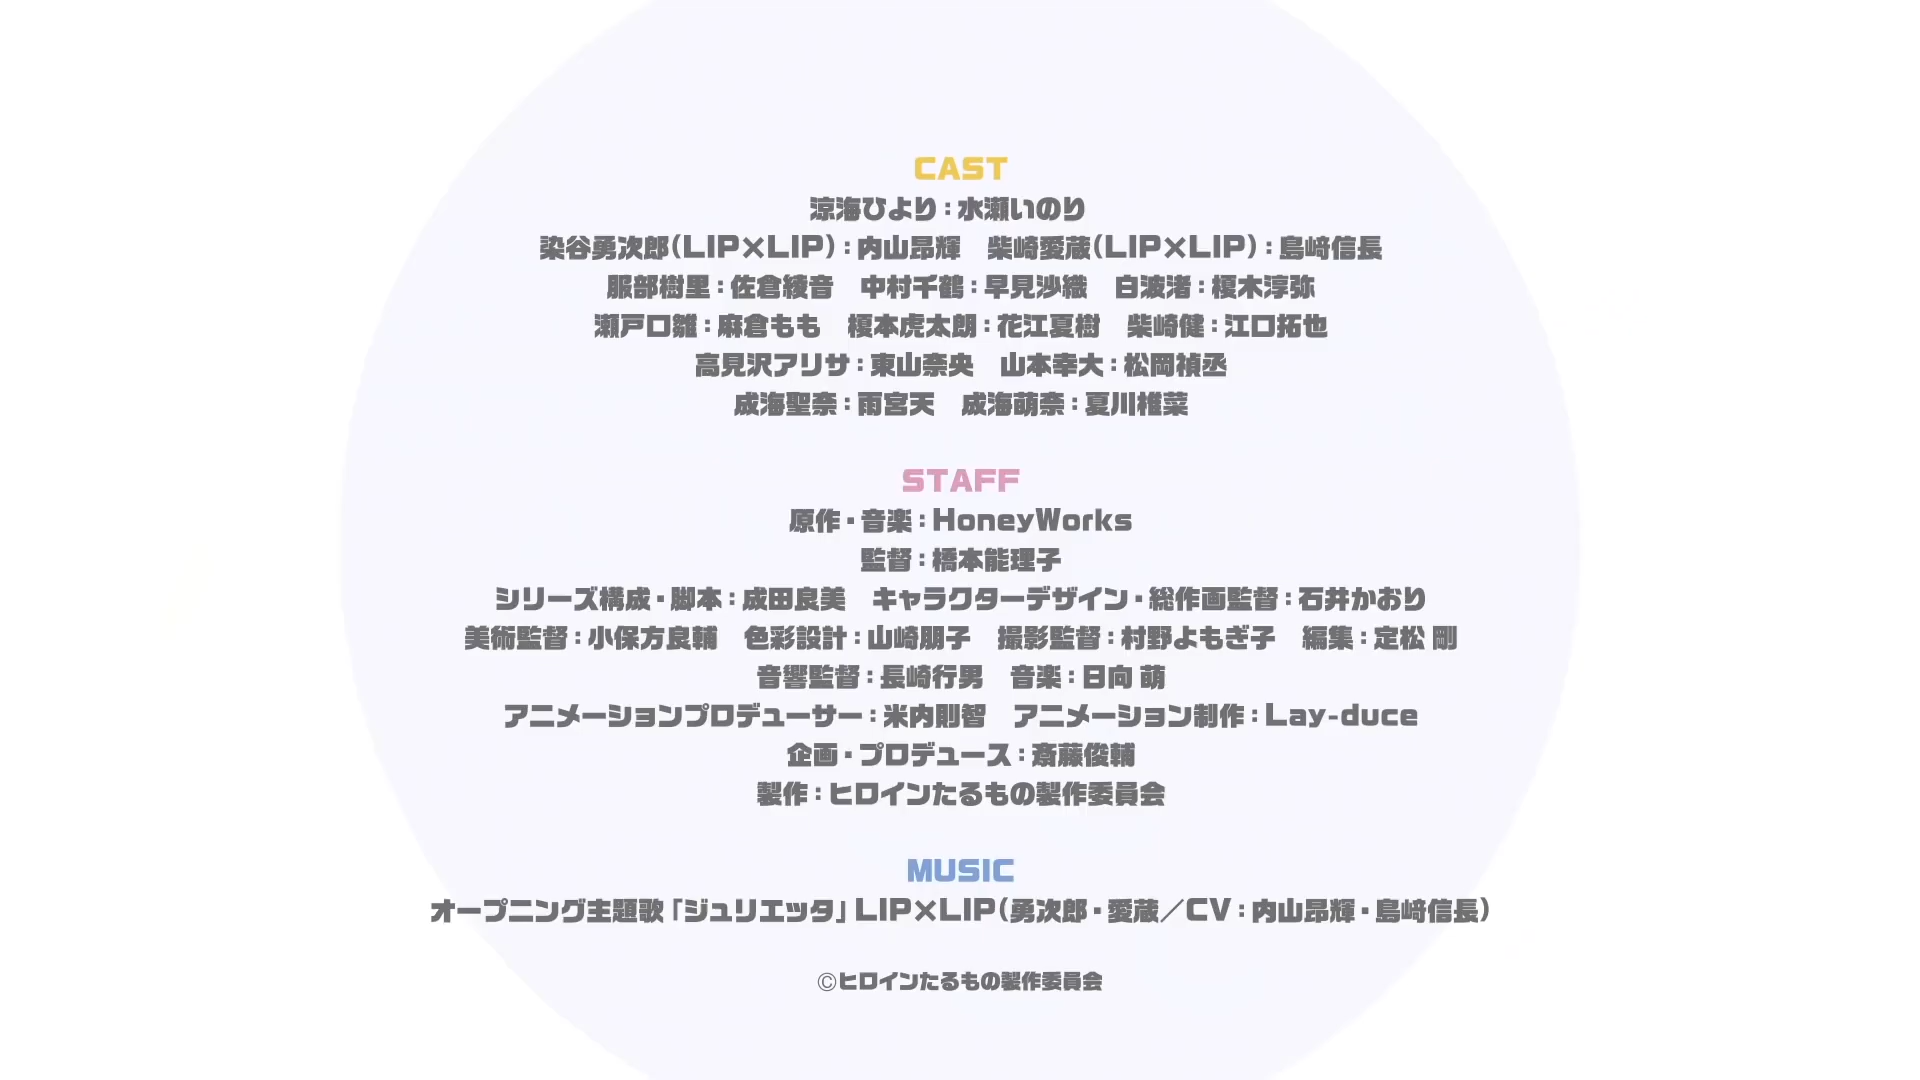 CAST
涼海ひより：水瀬いのり
染谷勇次郎（LIP×LIP）：内山昂輝　柴崎愛蔵（LIP×LIP）：島﨑信長
服部樹里：佐倉綾音　中村千鶴：早見沙織　白波渚：榎木淳弥
瀬戸口雛：麻倉もも　榎本虎太朗：花江夏樹　柴崎健：江口拓也
高見沢アリサ：東山奈央　山本幸大：松岡禎丞
成海聖奈：雨宮天　成海萌奈：夏川椎菜
STAFF
原作・音楽：HoneyWorks
監督：橋本能理子
シリーズ構成・脚本：成田良美　キャラクターデザイン・総作画監督：石井かおり
美術監督：小保方良輔　色彩設計：山崎朋子　撮影監督：村野よもぎ子　編集：定松 剛
音響監督：長崎行男　音楽：日向 萌
アニメーションプロデューサー：米内則智　アニメーション制作：Lay-duce
企画・プロデュース：斎藤俊輔
製作：ヒロインたるもの製作委員会
MUSIC
オープニング主題歌「ジュリエッタ」LIP×LIP（勇次郎・愛蔵／CV：内山昂輝・島﨑信長）
©ヒロインたるもの製作委員会